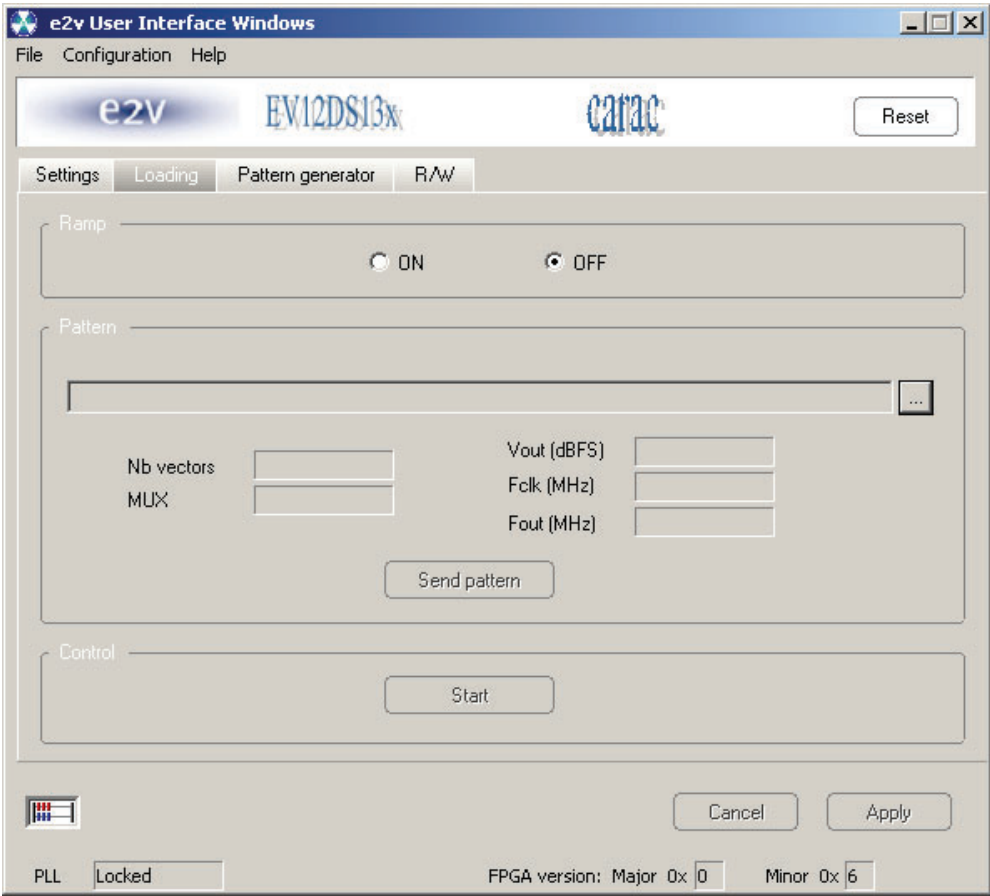 e2v User Interface Windows
File Configuration Help
e2v EV12DS13x carac Reset
Settings Loading Pattern generator R/W
Ramp
ON OFF
Pattern
...
Nb vectors Vout (dBFS)
MUX Fclk (MHz)
Fout (MHz)
Send pattern
Control
Start
Cancel Apply
PLL Locked FPGA version: Major 0x 0 Minor 0x 6